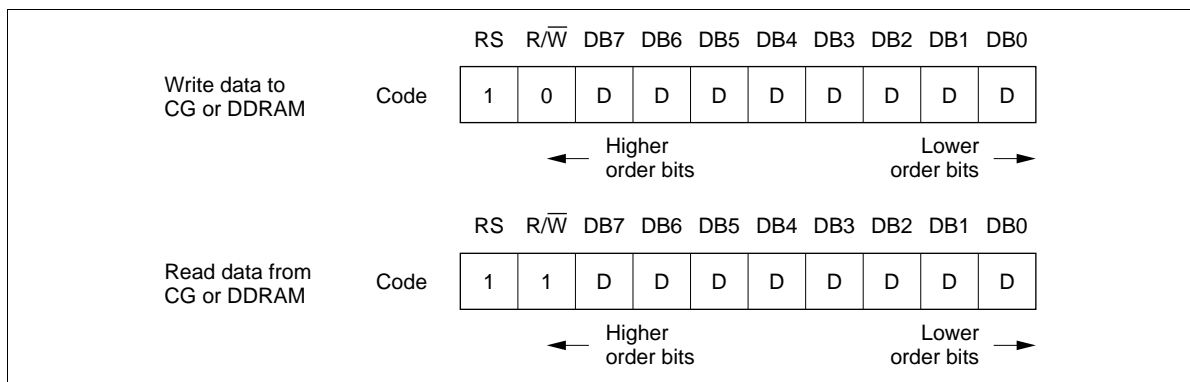 RS R/W̅ DB7 DB6 DB5 DB4 DB3 DB2 DB1 DB0
Write data to
CG or DDRAM
Code 1 0 D D D D D D D D
Higher
order bits
Lower
order bits
RS R/W̅ DB7 DB6 DB5 DB4 DB3 DB2 DB1 DB0
Read data from
CG or DDRAM
Code 1 1 D D D D D D D D
Higher
order bits
Lower
order bits